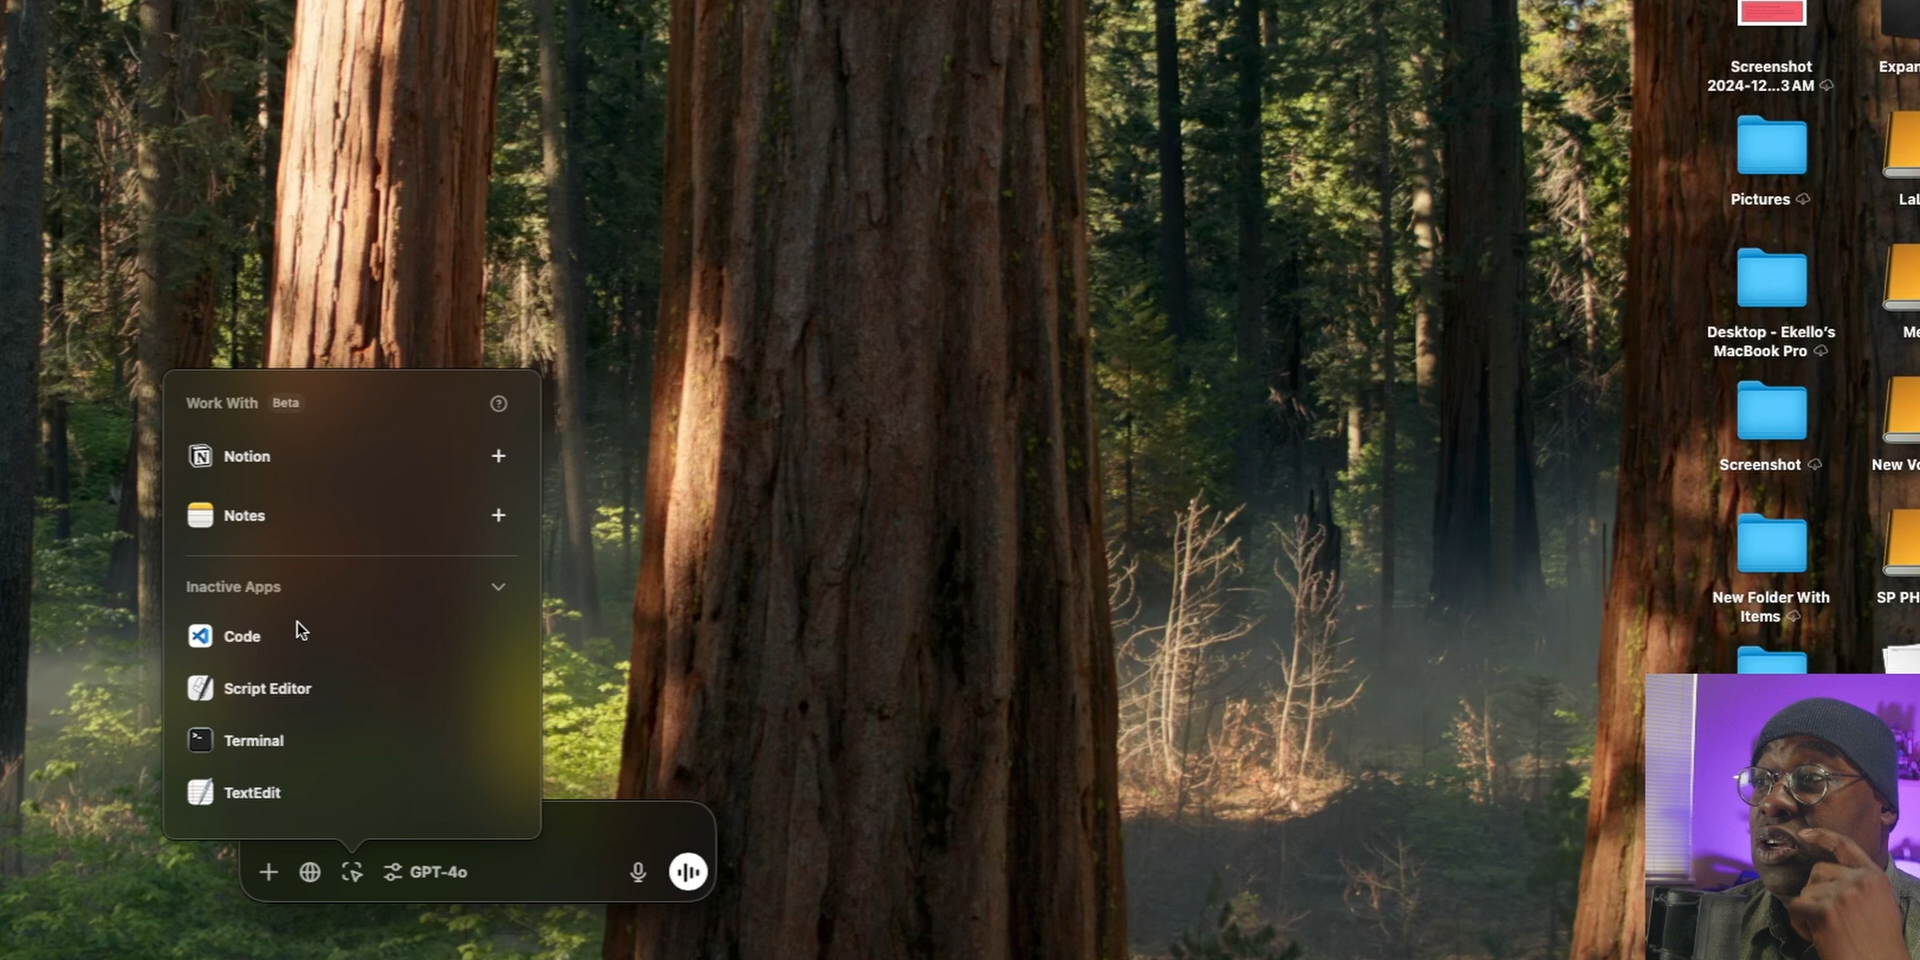 Work With Beta
Notion
Notes
Inactive Apps
Code
Script Editor
Terminal
TextEdit
GPT-4o
Screenshot
2024-12...3 AM
Expan
Pictures
Lal
Desktop - Ekello's
MacBook Pro
Me
Screenshot
New Vo
New Folder With
Items
SP PH